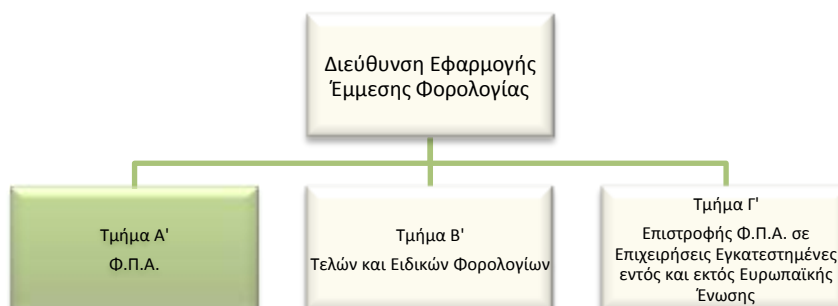 Διεύθυνση Εφαρμογής
Έμμεσης Φορολογίας
Τμήμα Α'
Φ.Π.Α.
Τμήμα Β'
Τελών και Ειδικών Φορολογίων
Τμήμα Γ'
Επιστροφής Φ.Π.Α. σε
Επιχειρήσεις Εγκατεστημένες
εντός και εκτός Ευρωπαϊκής
Ένωσης